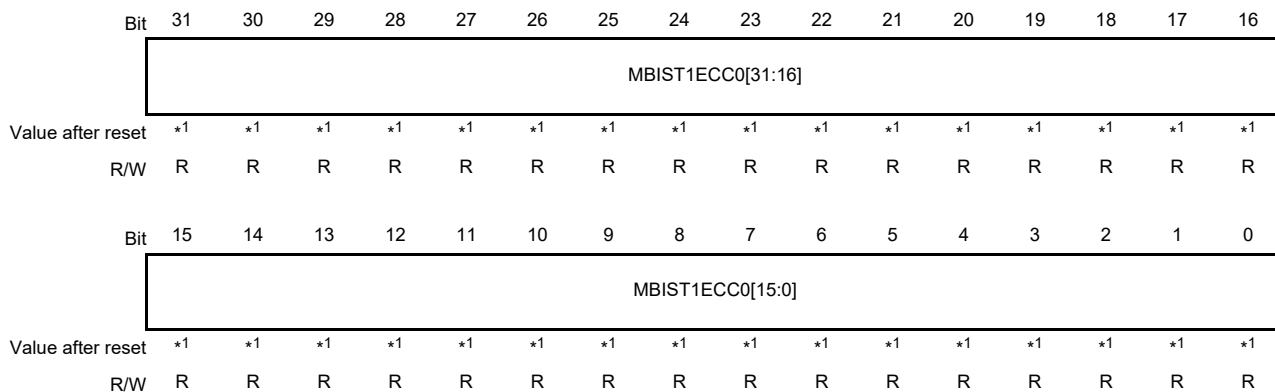 Bit 31 30 29 28 27 26 25 24 23 22 21 20 19 18 17 16
MBIST1ECC0[31:16]
Value after reset *1 *1 *1 *1 *1 *1 *1 *1 *1 *1 *1 *1 *1 *1 *1 *1
R/W R R R R R R R R R R R R R R R R
Bit 15 14 13 12 11 10 9 8 7 6 5 4 3 2 1 0
MBIST1ECC0[15:0]
Value after reset *1 *1 *1 *1 *1 *1 *1 *1 *1 *1 *1 *1 *1 *1 *1 *1
R/W R R R R R R R R R R R R R R R R